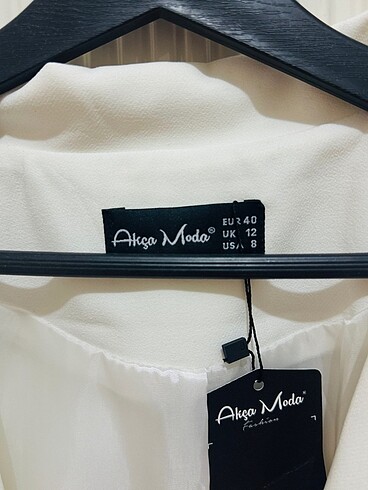 Akça Moda®
EUR 40
UK 12
USA 8
Akça Moda®
Fashion